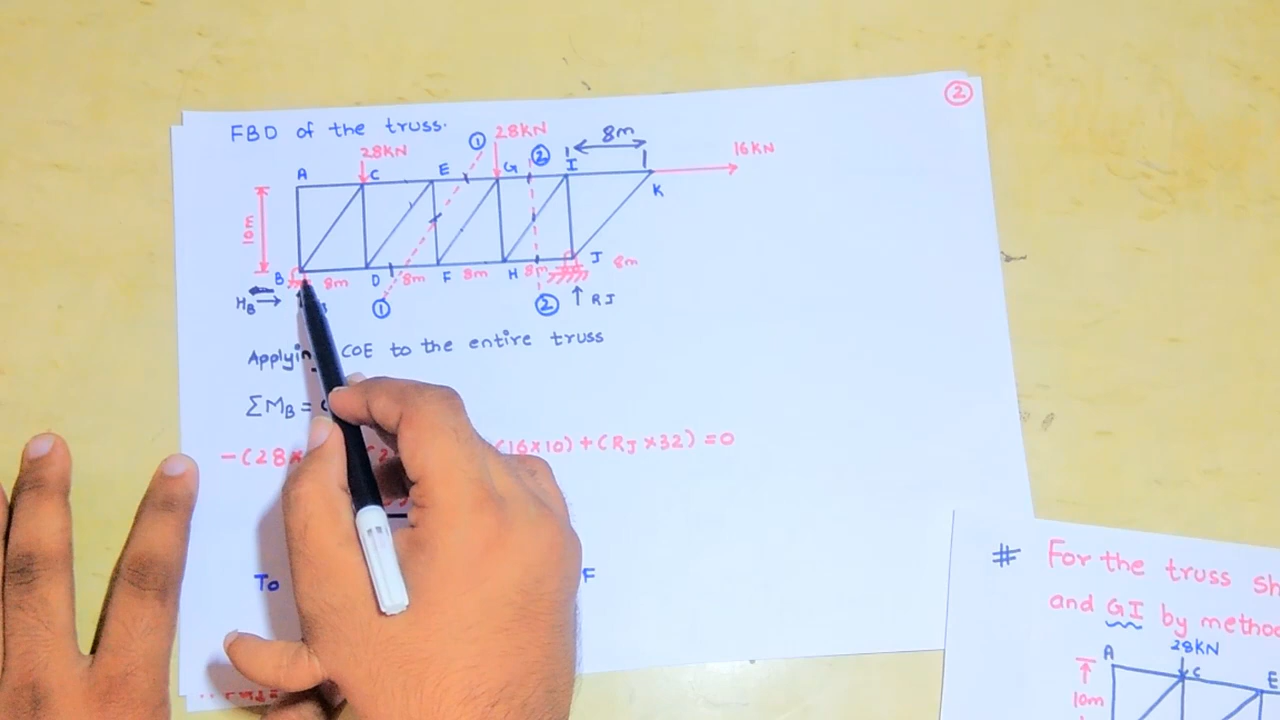 ②
FBD of the truss.
① 28KN ② 8m
28KN 16KN
A C E G I K
10m
B 8m D 8m F 8m H 8m J 8m
HB → ① ② ↑ RJ
COE to the entire truss
ΣMB =
-(28× (16×10) + (RJ×32) = 0
To F
# For the truss
and GI by
28KN
A C E
10m